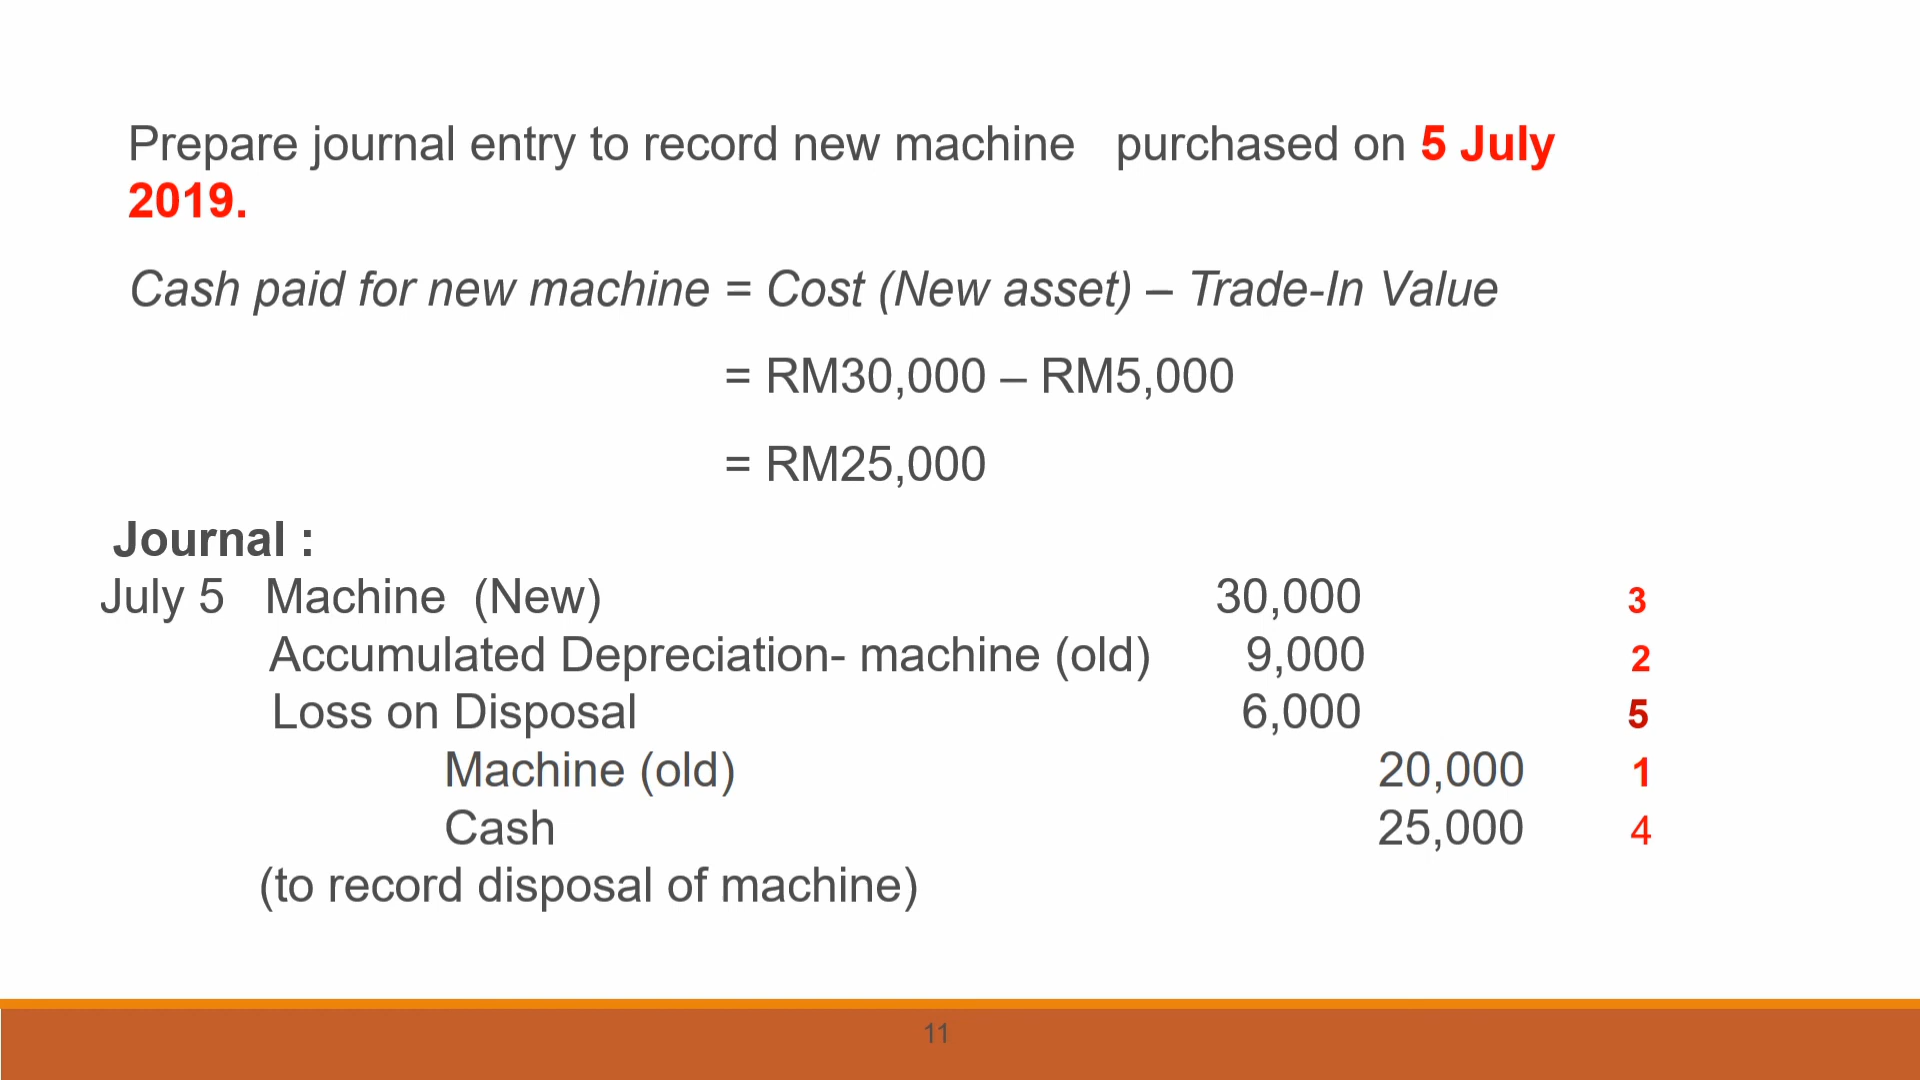 Prepare journal entry to record new machine purchased on 5 July
2019.
Cash paid for new machine = Cost (New asset) – Trade-In Value
= RM30,000 – RM5,000
= RM25,000
Journal :
July 5 Machine (New) 30,000 3
Accumulated Depreciation- machine (old) 9,000 2
Loss on Disposal 6,000 5
Machine (old) 20,000 1
Cash 25,000 4
(to record disposal of machine)
11